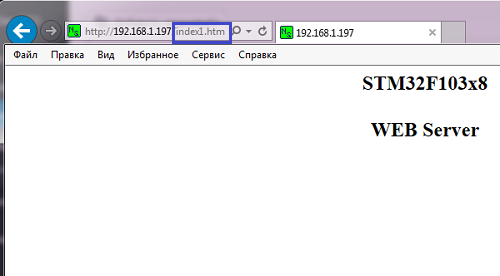 http://192.168.1.197/index1.htm
192.168.1.197
Файл Правка Вид Избранное Сервис Справка
STM32F103x8
WEB Server